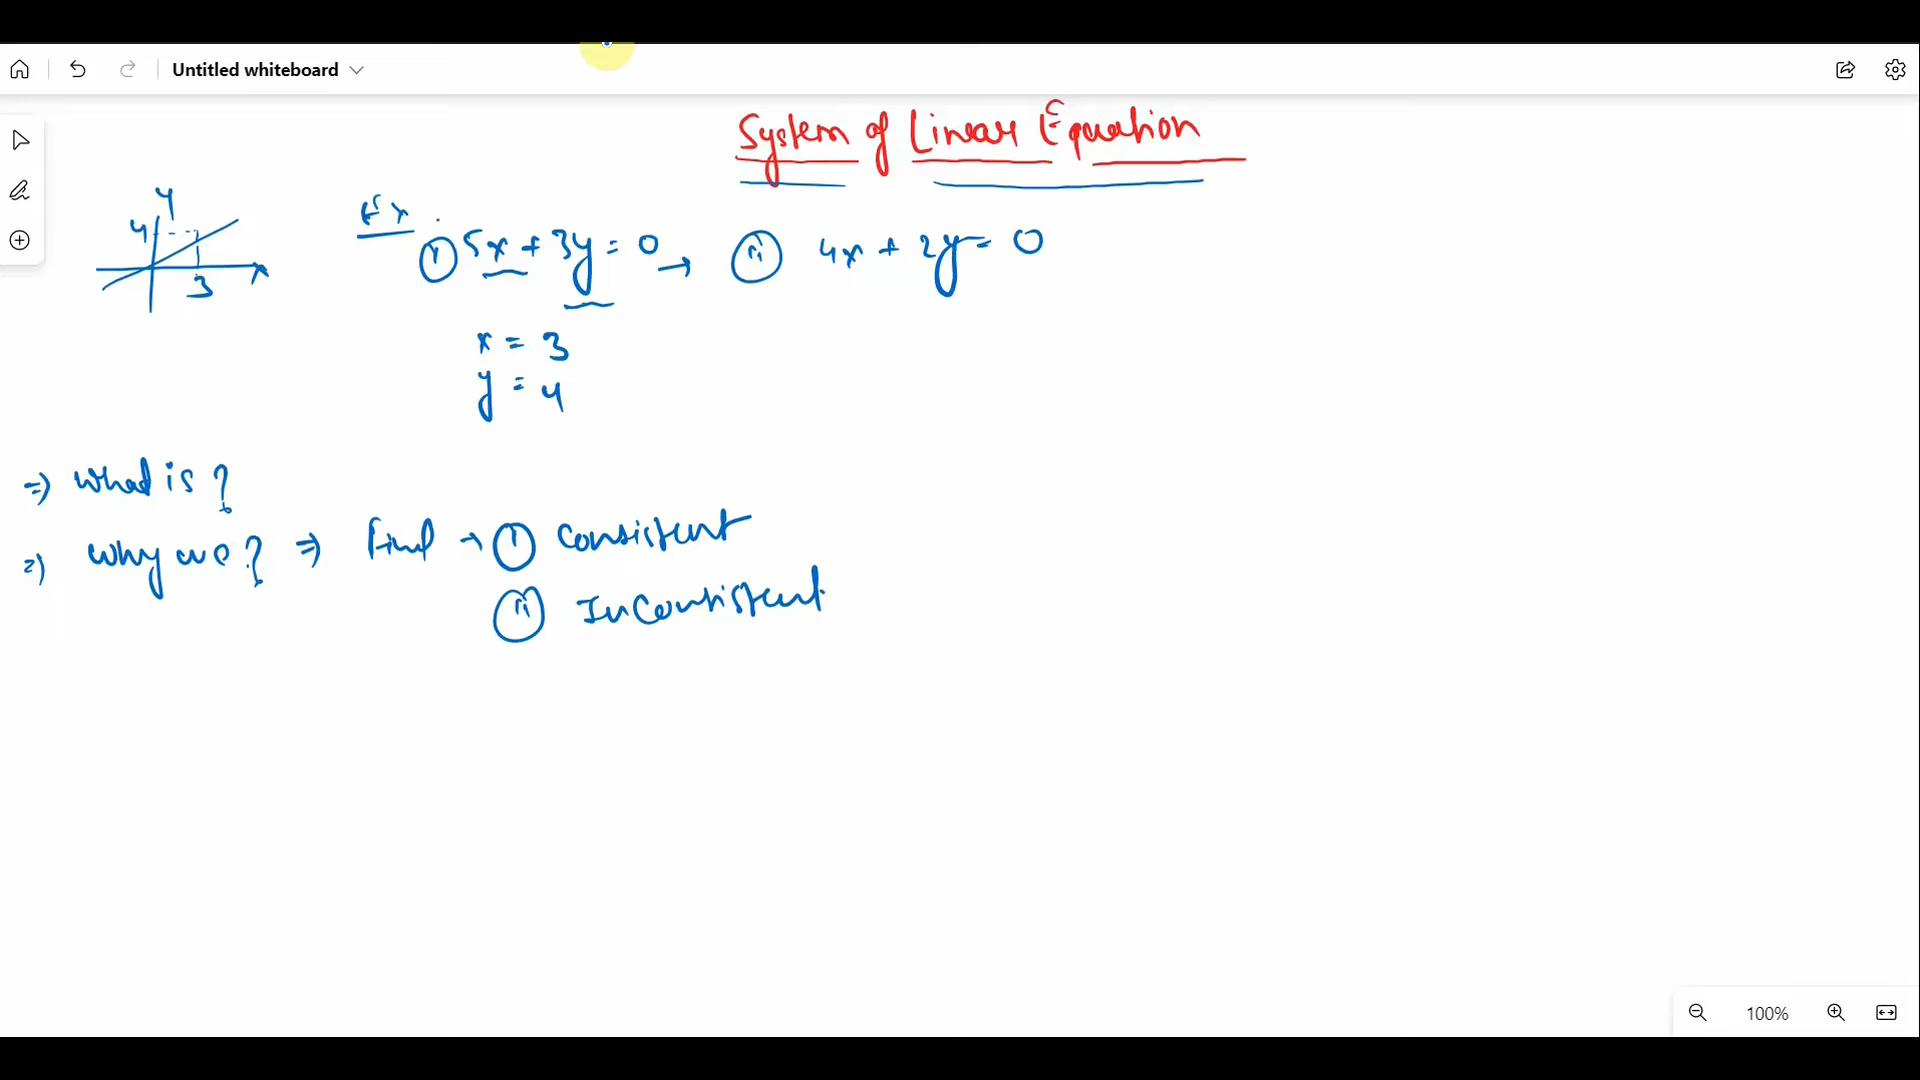 Untitled whiteboard
System of Linear Equation
y
4
3
x
Ex
(i) 5x + 3y = 0 → (ii) 4x + 2y = 0
x = 3
y = 4
=) What is ?
=) why we ? => find → (i) Consistent
(ii) InConsistent
100%